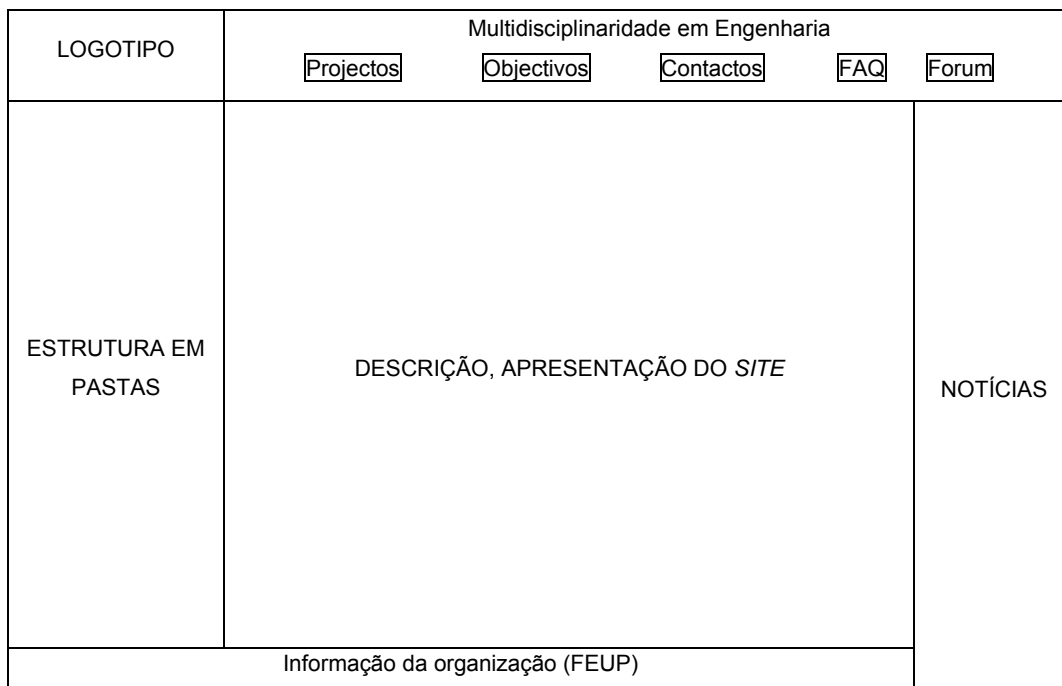 LOGOTIPO
Multidisciplinaridade em Engenharia
Projectos Objectivos Contactos FAQ Forum
ESTRUTURA EM
PASTAS
DESCRIÇÃO, APRESENTAÇÃO DO SITE
NOTÍCIAS
Informação da organização (FEUP)